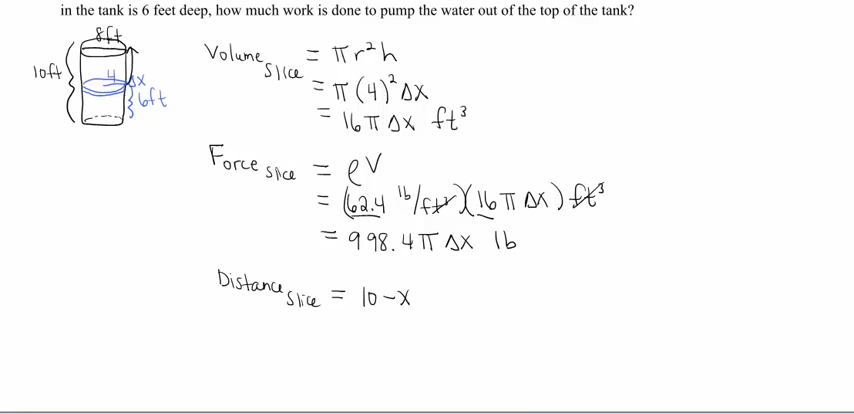 in the tank is 6 feet deep, how much work is done to pump the water out of the top of the tank?
8ft
10ft
4
Δx
6ft
Volume slice = πr²h
= π(4)²Δx
= 16πΔx ft³
Force slice = ρV
= (62.4 lb/ft³)(16πΔx)ft³
= 998.4πΔx lb
Distance slice = 10-x